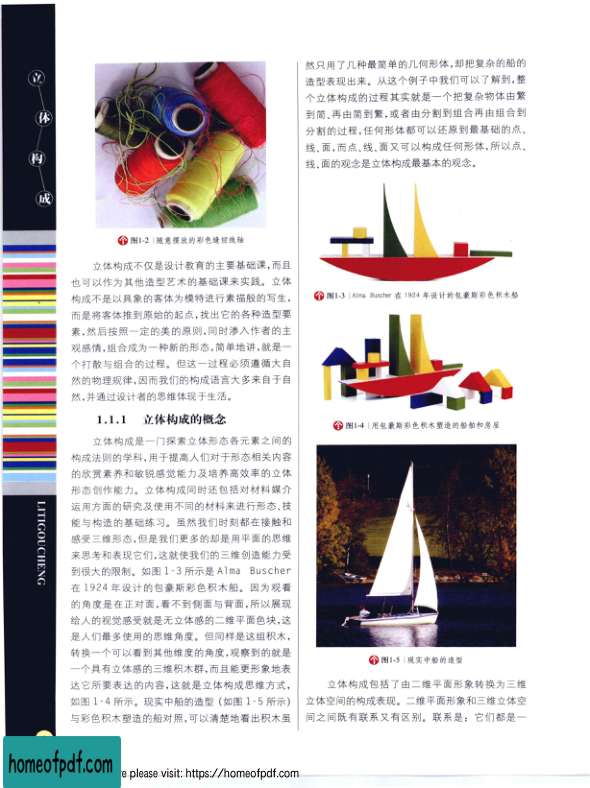 立
体
构
成
LITIGOUCHENG
图1-2 | 随意摆放的彩色缝纫线轴
立体构成不仅是设计教育的主要基础课,而且
也可以作为其他造型艺术的基础课来实践。立体
构成不是以具象的客体为模特进行素描般的写生,
而是将客体推到原始的起点,找出它的各种造型要
素,然后按照一定的美的原则,同时渗入作者的主
观感情,组合成为一种新的形态,简单地讲,就是一
个打散与组合的过程。但这一过程必须遵循大自
然的物理规律,因而我们的构成语言大多来自于自
然,并通过设计者的思维体现于生活。
1.1.1 立体构成的概念
立体构成是一门探索立体形态各元素之间的
构成法则的学科,用于提高人们对于形态相关内容
的欣赏素养和敏锐感觉能力及培养高效率的立体
形态创作能力。立体构成同时还包括对材料媒介
运用方面的研究及使用不同的材料来进行形态、技
能与构造的基础练习。虽然我们时刻都在接触和
感受三维形态,但是我们更多的却是用平面的思维
来思考和表现它们,这就使我们的三维创造能力受
到很大的限制。如图1-3所示是Alma Buscher
在1924年设计的包豪斯彩色积木船。因为观看
的角度是在正对面,看不到侧面与背面,所以展现
给人的视觉感受就是无立体感的二维平面色块,这
是人们最多使用的思维角度。但同样是这组积木,
转换一个可以看到其他维度的角度,观察到的就是
一个具有立体感的三维积木群,而且能更形象地表
达它所要表达的内容,这就是立体构成思维方式,
如图1-4所示。现实中船的造型(如图1-5所示)
与彩色积木塑造的船对照,可以清楚地看出积木虽
然只用了几种最简单的几何形体,却把复杂的船的
造型表现出来。从这个例子中我们可以了解到,整
个立体构成的过程其实就是一个把复杂物体由繁
到简、再由简到繁,或者由分割到组合再由组合到
分割的过程,任何形体都可以还原到最基础的点、
线、面,而点、线、面又可以构成任何形体,所以点、
线、面的观念是立体构成最基本的观念。
图1-3 | Alma Buscher 在1924年设计的包豪斯彩色积木船
图1-4 | 用包豪斯彩色积木塑造的船舶和房屋
图1-5 | 现实中船的造型
立体构成包括了由二维平面形象转换为三维
立体空间的构成表现。二维平面形象和三维立体空
间之间既有联系又有区别。联系是:它们都是一
homeofpdf.com
re please visit: https://homeofpdf.com